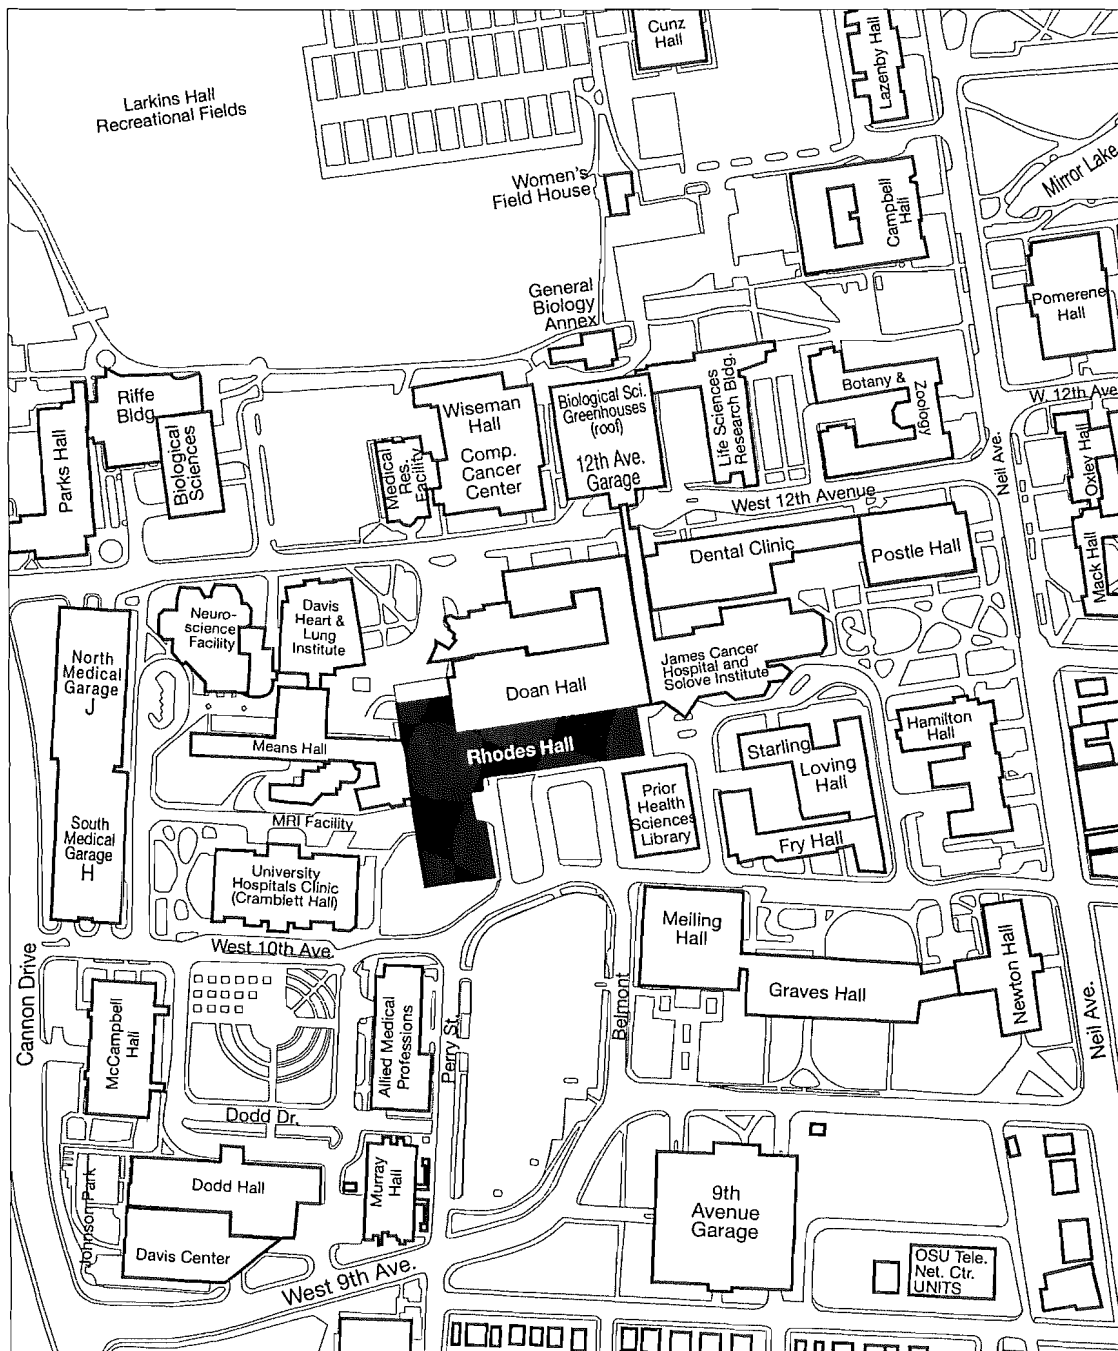 Cunz
Hall
Lazenby Hall
Larkins Hall
Recreational Fields
Mirror Lake
Women's
Field House
Campbell
Hall
General
Biology
Annex
Pomerene
Hall
Riffe
Bldg.
Parks Hall
Biological
Sciences
Wiseman
Hall
Comp.
Cancer
Center
Medical
Res.
Facility
Biological Sci.
Greenhouses
(roof)
12th Ave.
Garage
Life Sciences
Research Bldg.
Botany &
Zoology
W. 12th Ave
Neil Ave.
Oxley Hall
West 12th Avenue
Dental Clinic
Postle Hall
Mack Hall
Neuro-
science
Facility
Davis
Heart &
Lung
Institute
North
Medical
Garage
J
James Cancer
Hospital and
Solove Institute
Doan Hall
Means Hall
Rhodes Hall
Starling
Loving
Hall
Hamilton
Hall
Prior
Health
Sciences
Library
MRI Facility
South
Medical
Garage
H
Fry Hall
University
Hospitals Clinic
(Cramblett Hall)
Meiling
Hall
West 10th Ave.
Cannon Drive
Newton Hall
Graves Hall
Belmont
Neil Ave.
McCampbell
Hall
Allied Medical
Professions
Perry St.
Dodd Dr.
Johnson Park
Dodd Hall
Murray
Hall
9th
Avenue
Garage
Davis Center
West 9th Ave.
OSU Tele.
Net. Ctr.
UNITS